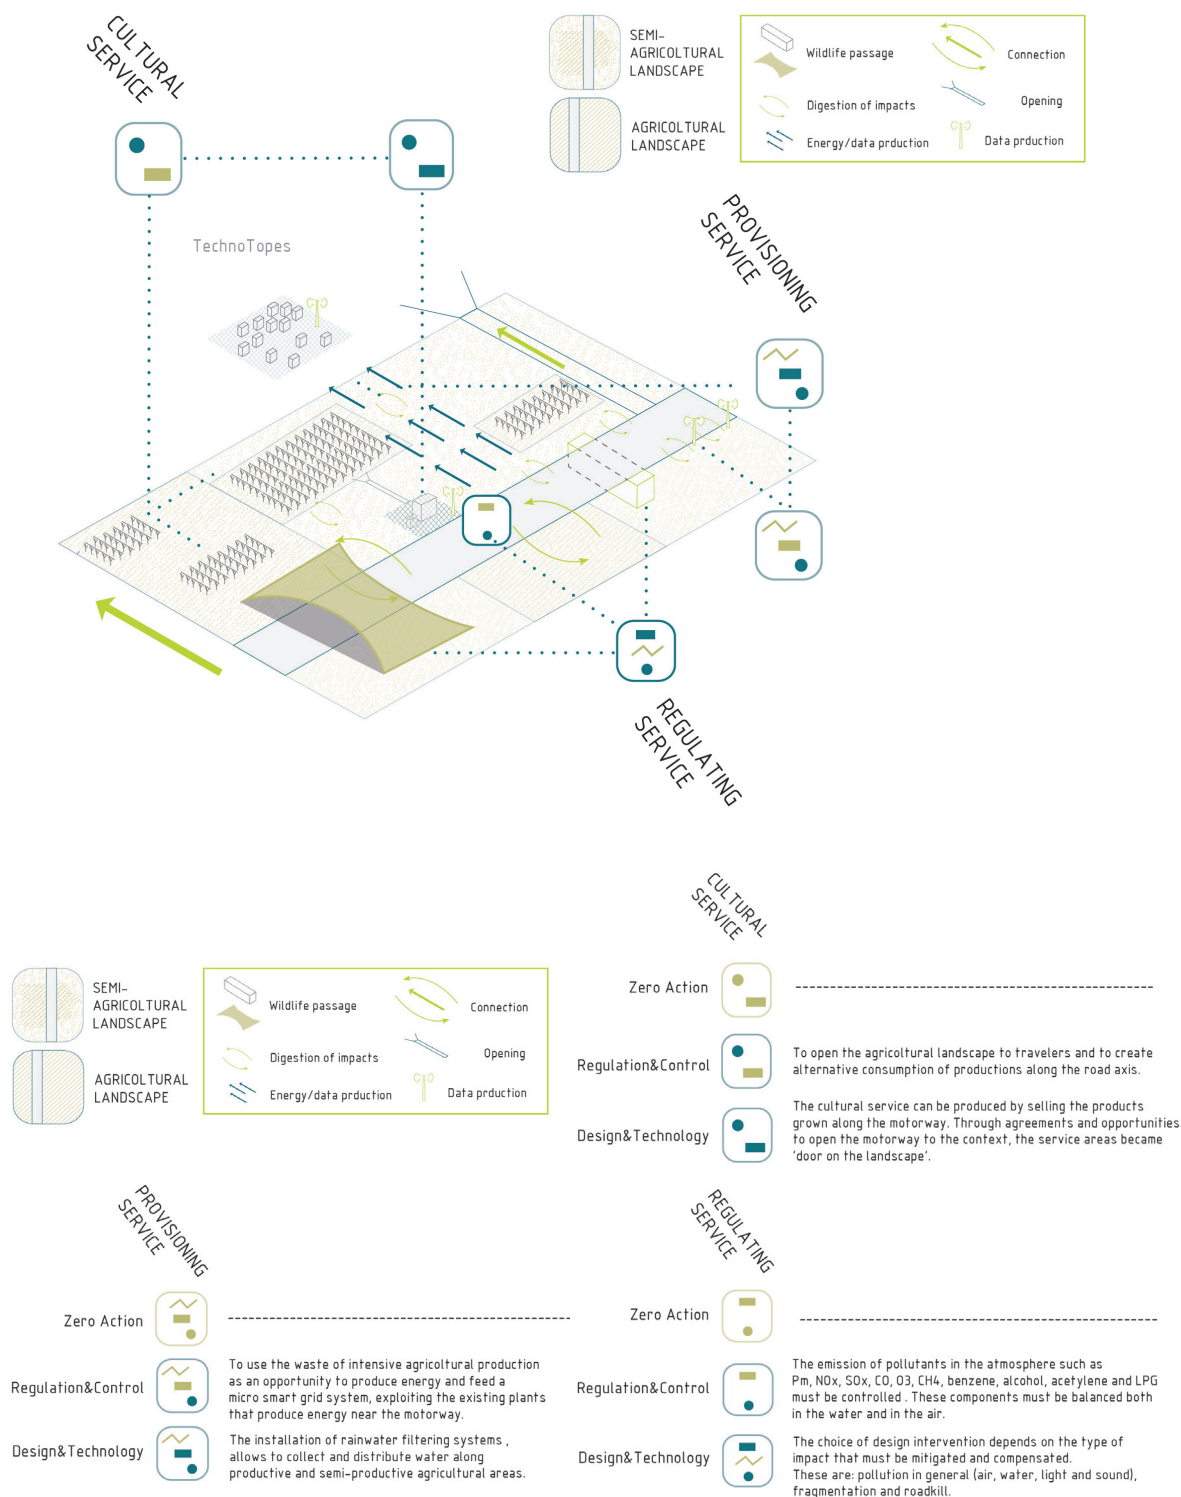 CULTURAL
SERVICE
SEMI-
AGRICOLTURAL
LANDSCAPE
AGRICOLTURAL
LANDSCAPE
Wildlife passage
Connection
Digestion of impacts
Opening
Energy/data prduction
Data prduction
TechnoTopes
PROVISIONING
SERVICE
REGULATING
SERVICE
SEMI-
AGRICOLTURAL
LANDSCAPE
AGRICOLTURAL
LANDSCAPE
Wildlife passage
Connection
Digestion of impacts
Opening
Energy/data prduction
Data prduction
CULTURAL
SERVICE
Zero Action
Regulation&Control
To open the agricoltural landscape to travelers and to create
alternative consumption of productions along the road axis.
Design&Technology
The cultural service can be produced by selling the products
grown along the motorway. Through agreements and opportunities
to open the motorway to the context, the service areas became
'door on the landscape'.
PROVISIONING
SERVICE
Zero Action
Regulation&Control
To use the waste of intensive agricoltural production
as an opportunity to produce energy and feed a
micro smart grid system, exploiting the existing plants
that produce energy near the motorway.
Design&Technology
The installation of rainwater filtering systems ,
allows to collect and distribute water along
productive and semi-productive agricultural areas.
REGULATING
SERVICE
Zero Action
Regulation&Control
The emission of pollutants in the atmosphere such as
Pm, NOx, SOx, CO, O3, CH4, benzene, alcohol, acetylene and LPG
must be controlled . These components must be balanced both
in the water and in the air.
Design&Technology
The choice of design intervention depends on the type of
impact that must be mitigated and compensated.
These are: pollution in general (air, water, light and sound),
fragmentation and roadkill.